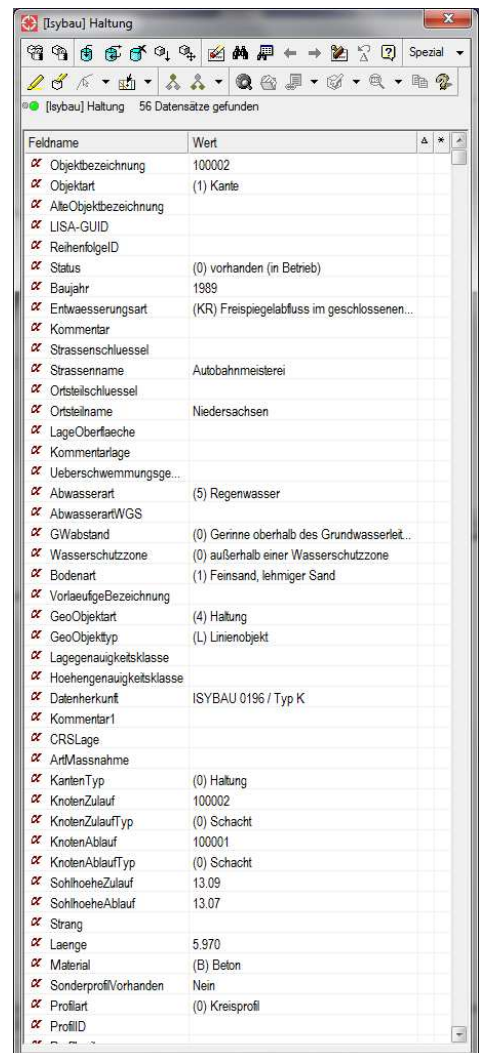 [Isybau] Haltung
Spezial
[Isybau] Haltung 56 Datensätze gefunden
Feldname Wert
Objektbezeichnung 100002
Objektart (1) Kante
AlteObjektbezeichnung
LISA-GUID
ReihenfolgeID
Status (0) vorhanden (in Betrieb)
Baujahr 1989
Entwaesserungsart (KR) Freispiegelabfluss im geschlossenen...
Kommentar
Strassenschluessel
Strassenname Autobahnmeisterei
Ortsteilschluessel
Ortsteilname Niedersachsen
LageOberflaeche
Kommentarlage
Ueberschwemmungsge...
Abwasserart (5) Regenwasser
AbwasserartWGS
GWabstand (0) Gerinne oberhalb des Grundwasserleit...
Wasserschutzzone (0) außerhalb einer Wasserschutzzone
Bodenart (1) Feinsand, lehmiger Sand
VorlaeufigeBezeichnung
GeoObjektart (4) Haltung
GeoObjekttyp (L) Linienobjekt
Lagegenauigkeitsklasse
Hoehengenauigkeitsklasse
Datenherkunft ISYBAU 0196 / Typ K
Kommentar1
CRSLage
ArtMassnahme
KantenTyp (0) Haltung
KnotenZulauf 100002
KnotenZulaufTyp (0) Schacht
KnotenAblauf 100001
KnotenAblaufTyp (0) Schacht
SohlhoeheZulauf 13.09
SohlhoeheAblauf 13.07
Strang
Laenge 5.970
Material (B) Beton
SonderprofilVorhanden Nein
Profilart (0) Kreisprofil
ProfilID